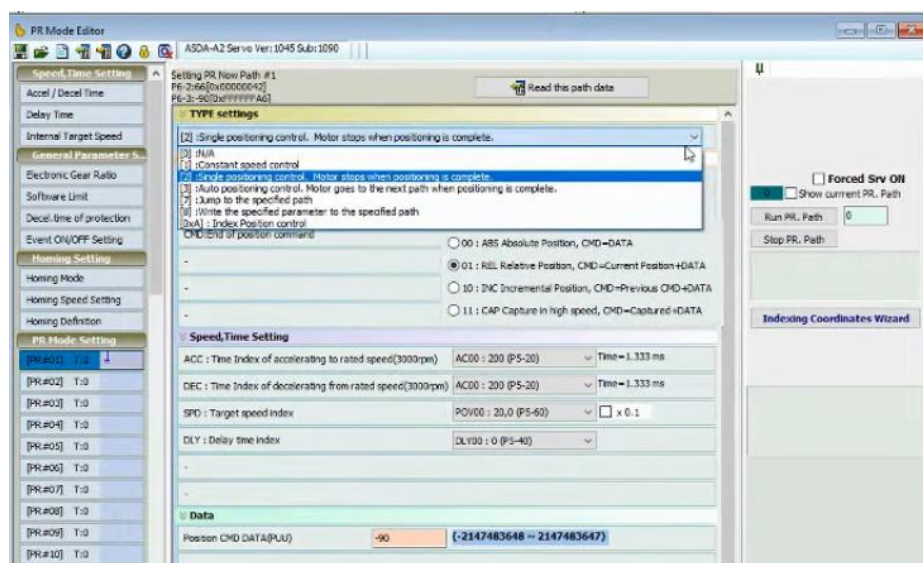 PR Mode Editor
ASDA-A2 Servo Ver:1045 Sub:1090
Speed,Time Setting
Accel / Decel Time
Delay Time
Internal Target Speed
General Parameter S...
Electronic Gear Ratio
Software Limit
Decel.time of protection
Event ON/OFF Setting
Homing Setting
Homing Mode
Homing Speed Setting
Homing Definition
PR Mode Setting
[PR#01] T:0
[PR#02] T:0
[PR#03] T:0
[PR#04] T:0
[PR#05] T:0
[PR#06] T:0
[PR#07] T:0
[PR#08] T:0
[PR#09] T:0
[PR#10] T:0
Setting PR Now Path #1
P6-2:66[0x00000042]
P6-3:-90[0xFFFFFFA6]
Read this path data
TYPE settings
[2] :Single positioning control. Motor stops when positioning is complete.
[0] :N/A
[1] :Constant speed control
[2] :Single positioning control. Motor stops when positioning is complete.
[3] :Auto positioning control. Motor goes to the next path when positioning is complete.
[7] :Jump to the specified path
[8] :Write the specified parameter to the specified path
[0xA] : Index Position control
CMD:End of position command
00 : ABS Absolute Position, CMD=DATA
01 : REL Relative Position, CMD=Current Position+DATA
10 : INC Incremental Position, CMD=Previous CMD+DATA
11 : CAP Capture in high speed, CMD=Captured+DATA
Speed,Time Setting
ACC : Time Index of accelerating to rated speed(3000rpm) AC00 : 200 (P5-20) Time=1.333 ms
DEC : Time Index of decelerating from rated speed(3000rpm) AC00 : 200 (P5-20) Time=1.333 ms
SPD : Target speed index POV00 : 20,0 (P5-60) x 0.1
DLY : Delay time index DLY00 : 0 (P5-40)
Data
Position CMD DATA(PUU) -90 (-2147483648 ~ 2147483647)
μ
Forced Srv ON
0 Show currrent PR. Path
Run PR. Path 0
Stop PR. Path
Indexing Coordinates Wizard